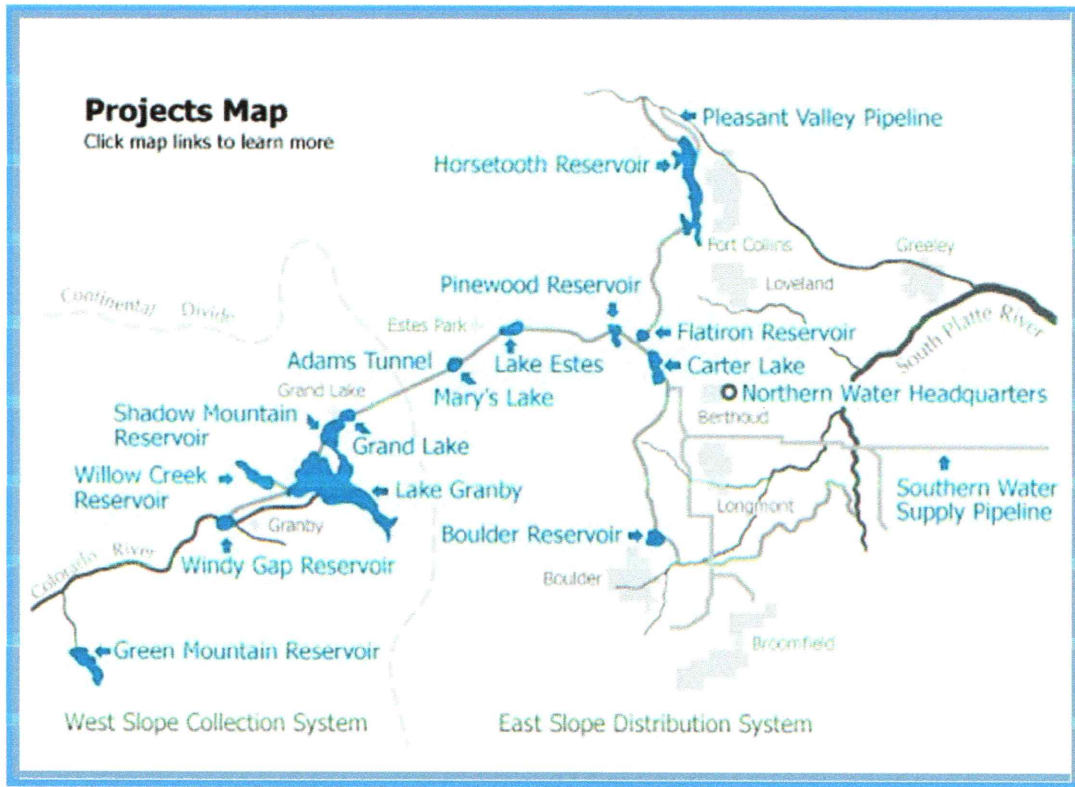 Projects Map
Click map links to learn more
Pleasant Valley Pipeline
Horsetooth Reservoir
Fort Collins
Greeley
Loveland
Continental Divide
Pinewood Reservoir
South Platte River
Estes Park
Flatiron Reservoir
Adams Tunnel
Lake Estes
Carter Lake
Grand Lake
Mary's Lake
Northern Water Headquarters
Shadow Mountain
Reservoir
Berthoud
Grand Lake
Willow Creek
Reservoir
Lake Granby
Southern Water
Supply Pipeline
Longmont
Granby
Boulder Reservoir
Colorado River
Windy Gap Reservoir
Boulder
Green Mountain Reservoir
Broomfield
West Slope Collection System
East Slope Distribution System